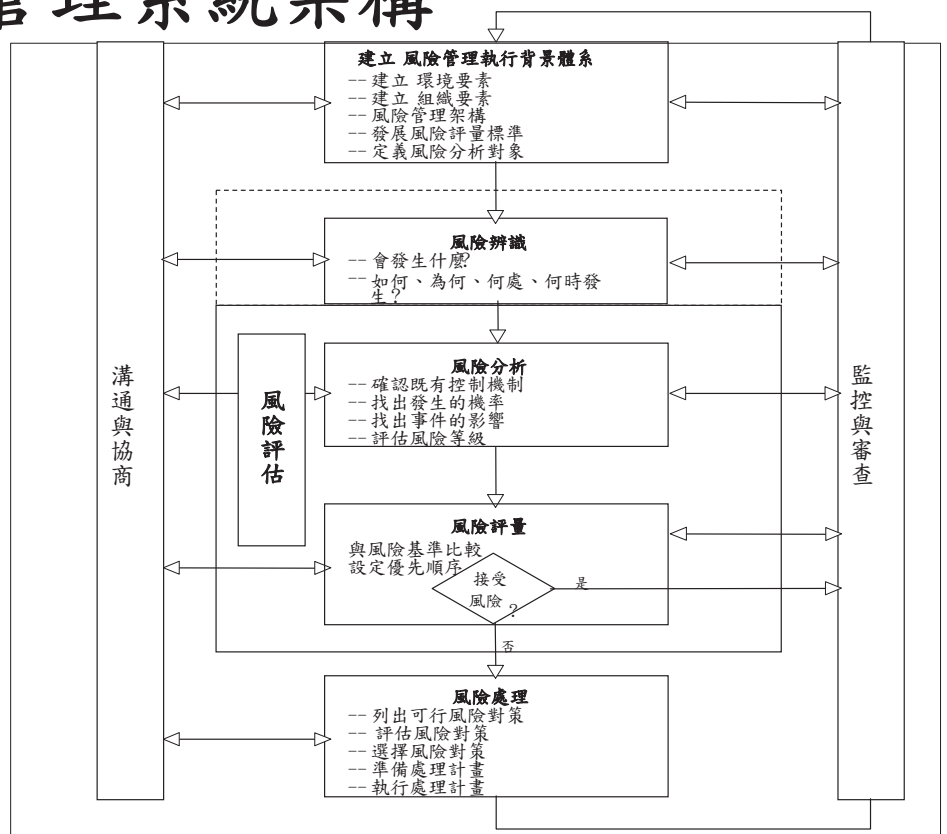 管理系統架構
建立 風險管理執行背景體系
-- 建立 環境要素
-- 建立 組織要素
-- 風險管理架構
-- 發展風險評量標準
-- 定義風險分析對象
風險辨識
-- 會發生什麼?
-- 如何、為何、何處、何時發
生?
溝通與協商
風險評估
風險分析
-- 確認既有控制機制
-- 找出發生的機率
-- 找出事件的影響
-- 評估風險等級
監控與審查
風險評量
與風險基準比較
設定優先順序
接受
風險?
是
否
風險處理
-- 列出可行風險對策
-- 評估風險對策
-- 選擇風險對策
-- 準備處理計畫
-- 執行處理計畫